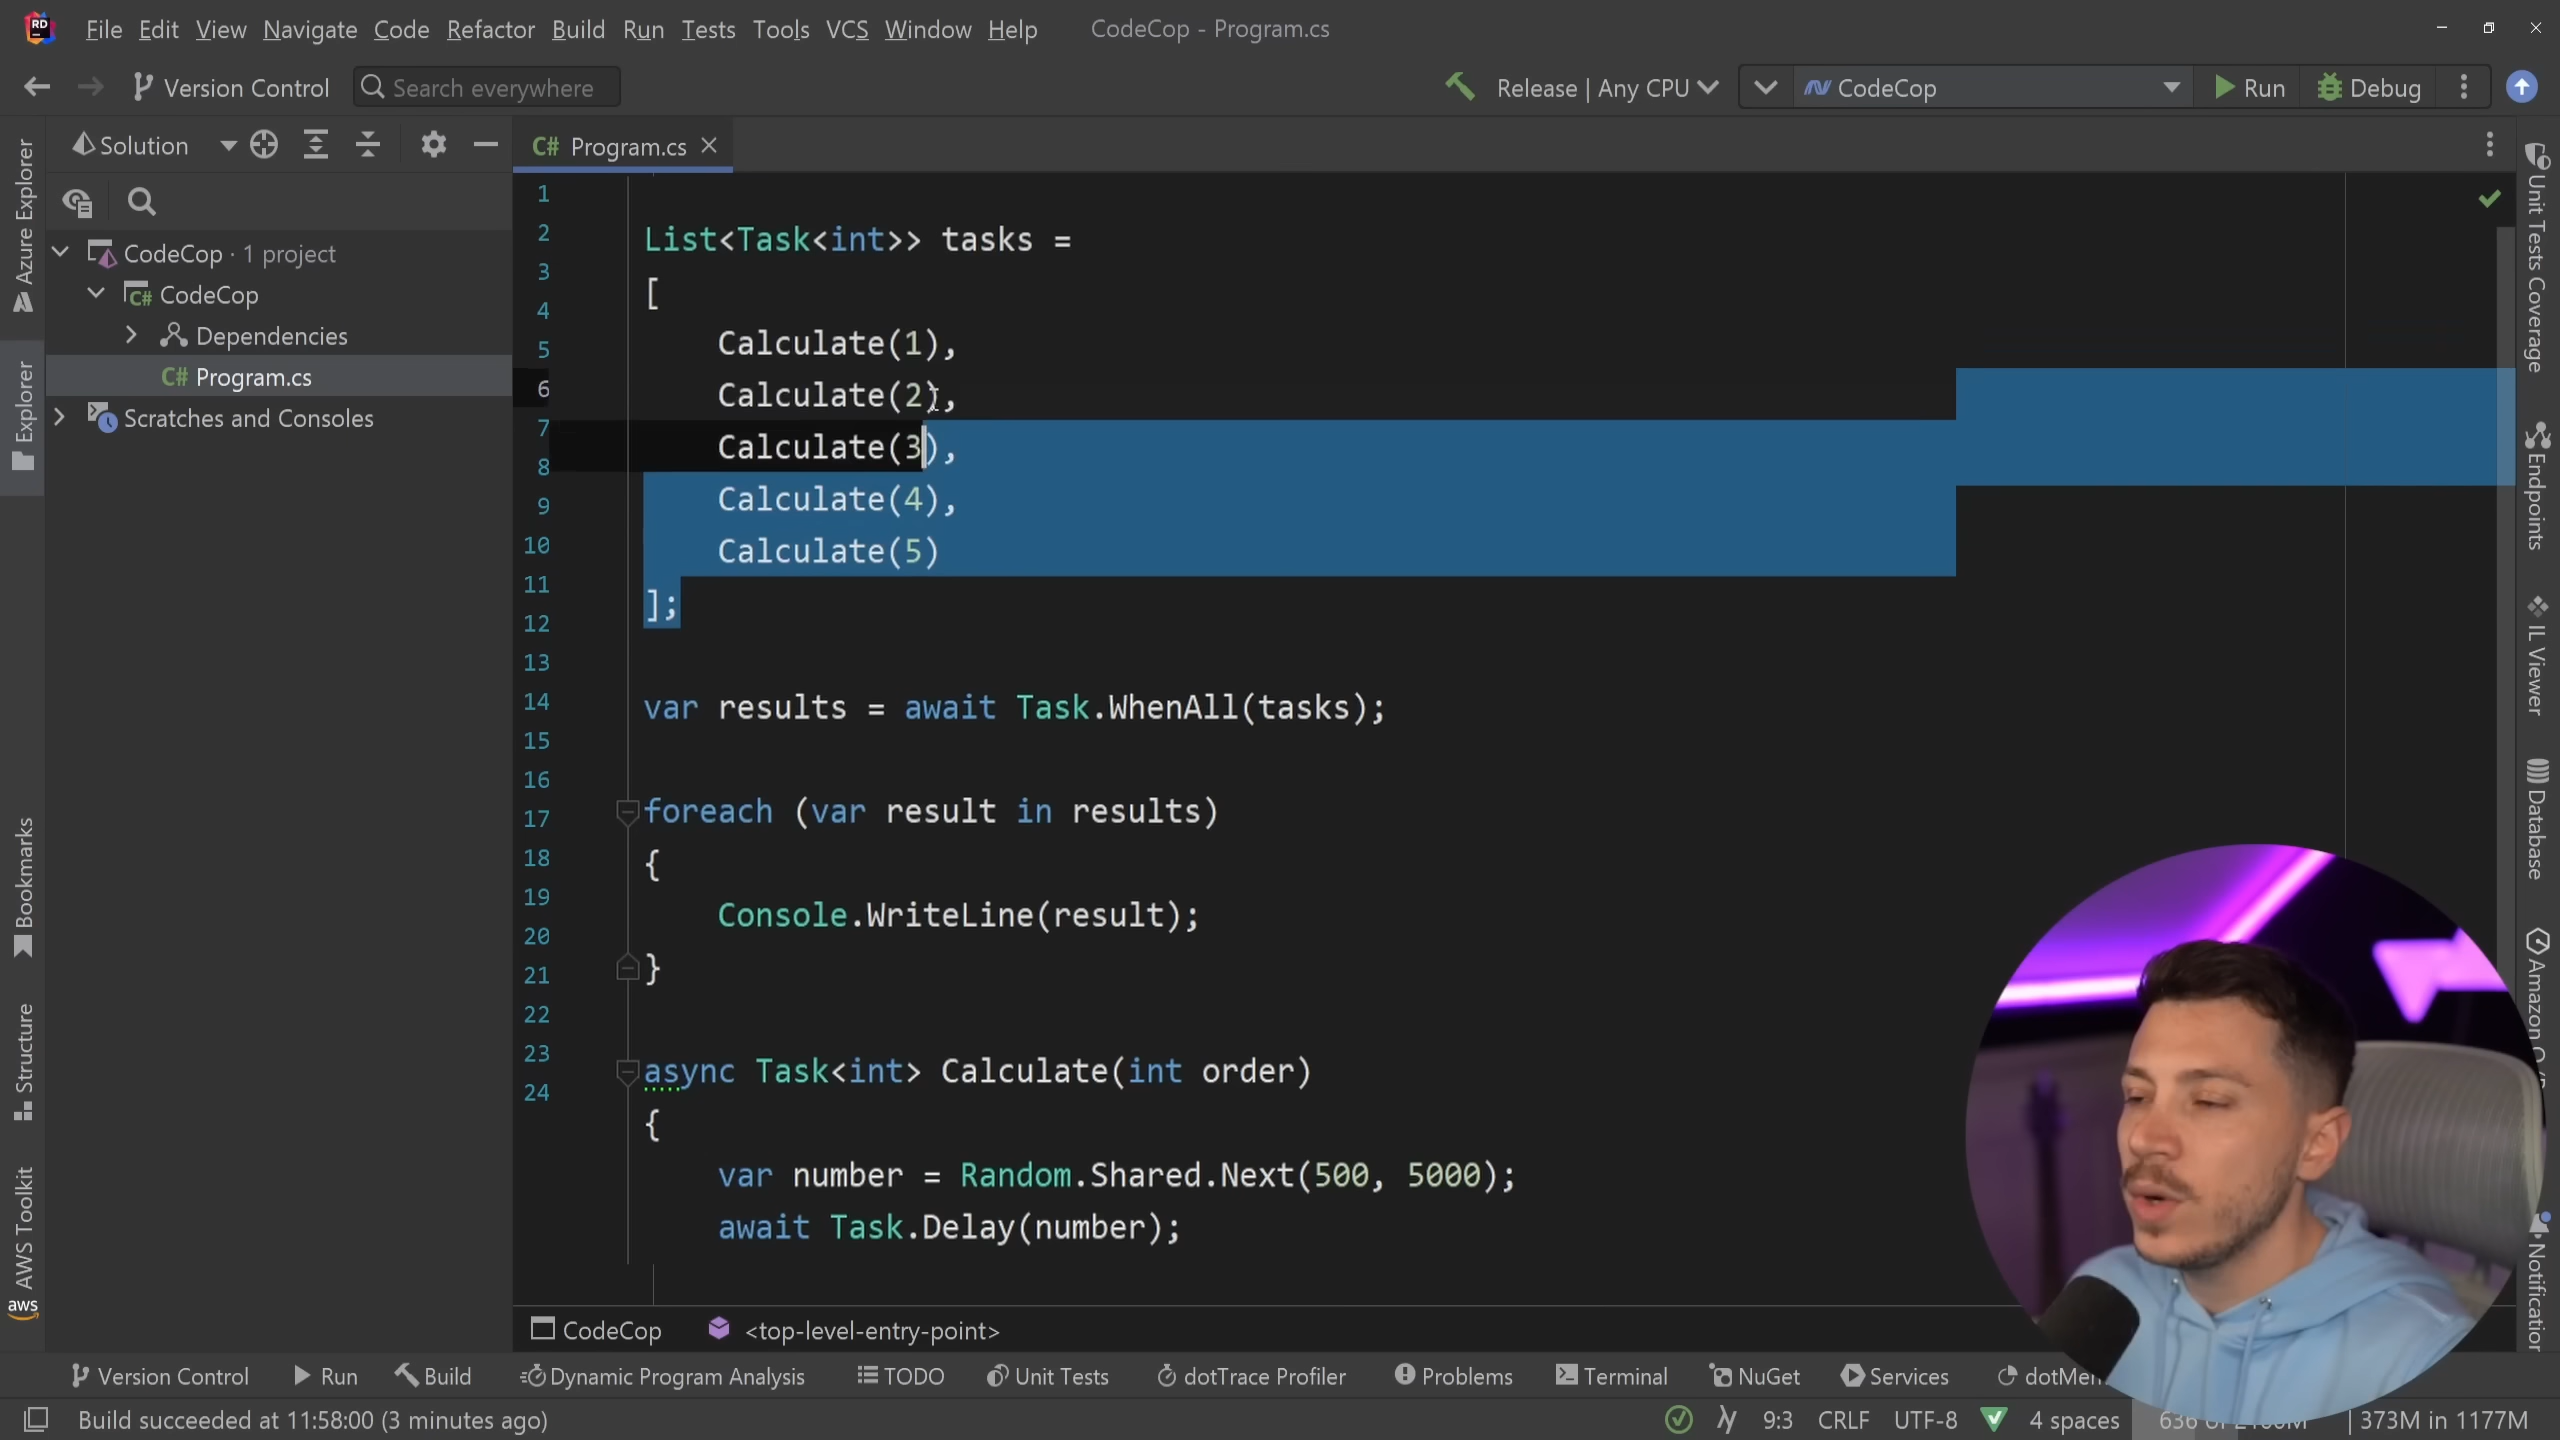 File Edit View Navigate Code Refactor Build Run Tests Tools VCS Window Help CodeCop - Program.cs
Version Control Search everywhere Release | Any CPU CodeCop Run Debug
Solution
C# Program.cs
CodeCop · 1 project
C# CodeCop
Dependencies
C# Program.cs
Scratches and Consoles
Azure Explorer
Explorer
Bookmarks
Structure
AWS Toolkit
aws
1
2
3
4
5
6
7
8
9
10
11
12
13
14
15
16
17
18
19
20
21
22
23
24
List<Task<int>> tasks =
[
Calculate(1),
Calculate(2),
Calculate(3),
Calculate(4),
Calculate(5)
];
var results = await Task.WhenAll(tasks);
foreach (var result in results)
{
Console.WriteLine(result);
}
async Task<int> Calculate(int order)
{
var number = Random.Shared.Next(500, 5000);
await Task.Delay(number);
Unit Tests Coverage
Endpoints
IL Viewer
Database
Amazon
Notification
CodeCop <top-level-entry-point>
Version Control Run Build Dynamic Program Analysis TODO Unit Tests dotTrace Profiler Problems Terminal NuGet Services
Build succeeded at 11:58:00 (3 minutes ago) 9:3 CRLF UTF-8 4 spaces 373M in 1177M